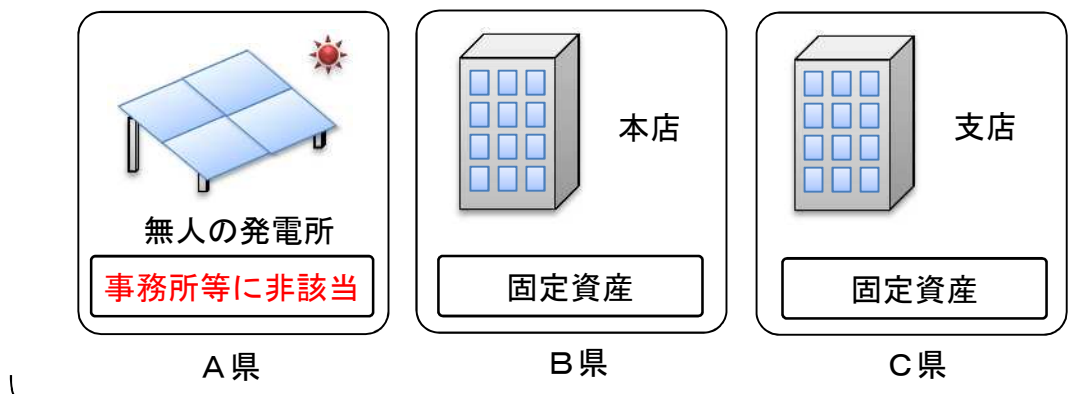 本店
支店
無人の発電所
事務所等に非該当
固定資産
固定資産
A県
B県
C県